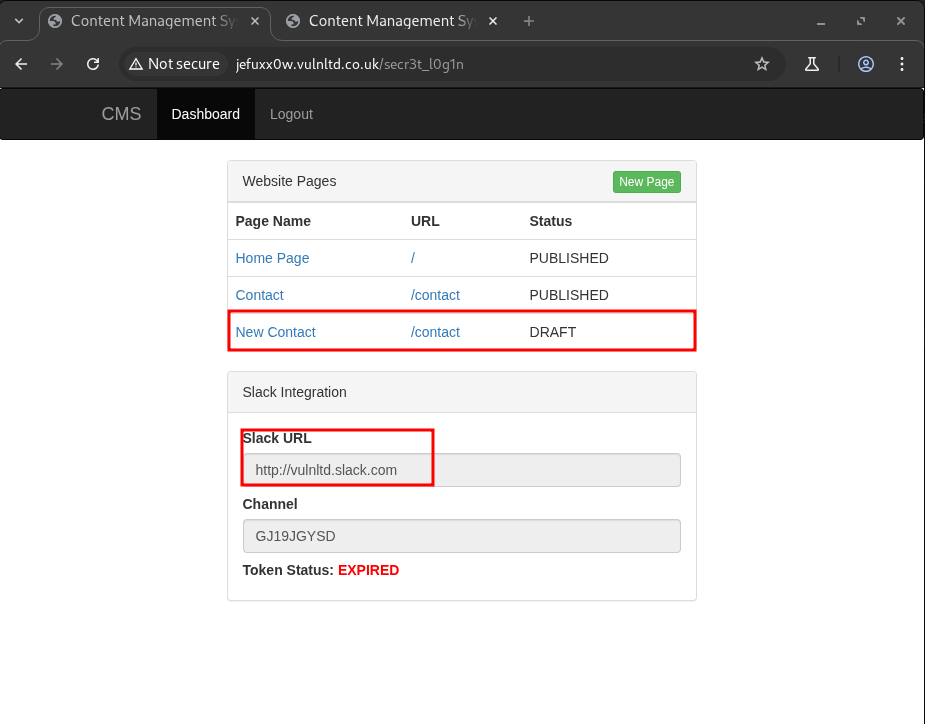 Content Management Sy
Content Management Sy
Not secure jefuxx0w.vulnltd.co.uk/secr3t_l0g1n
CMS Dashboard Logout
Website Pages New Page
Page Name URL Status
Home Page / PUBLISHED
Contact /contact PUBLISHED
New Contact /contact DRAFT
Slack Integration
Slack URL
http://vulnltd.slack.com
Channel
GJ19JGYSD
Token Status: EXPIRED